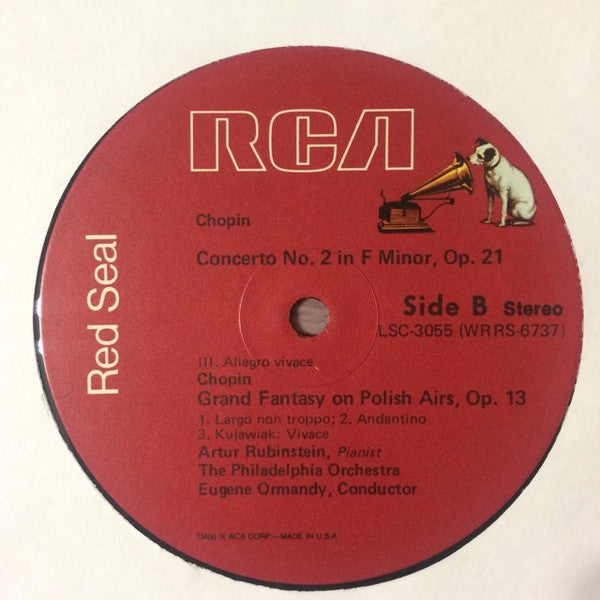 RCA
Red Seal
Chopin
Concerto No. 2 in F Minor, Op. 21
Side B Stereo
LSC-3055 (WRRS-6737)
III. Allegro vivace
Chopin
Grand Fantasy on Polish Airs, Op. 13
1. Largo non troppo; 2. Andantino
3. Kujawiak: Vivace
Artur Rubinstein, Pianist
The Philadelphia Orchestra
Eugene Ormandy, Conductor
TM(s) ® RCA CORP.—MADE IN U.S.A